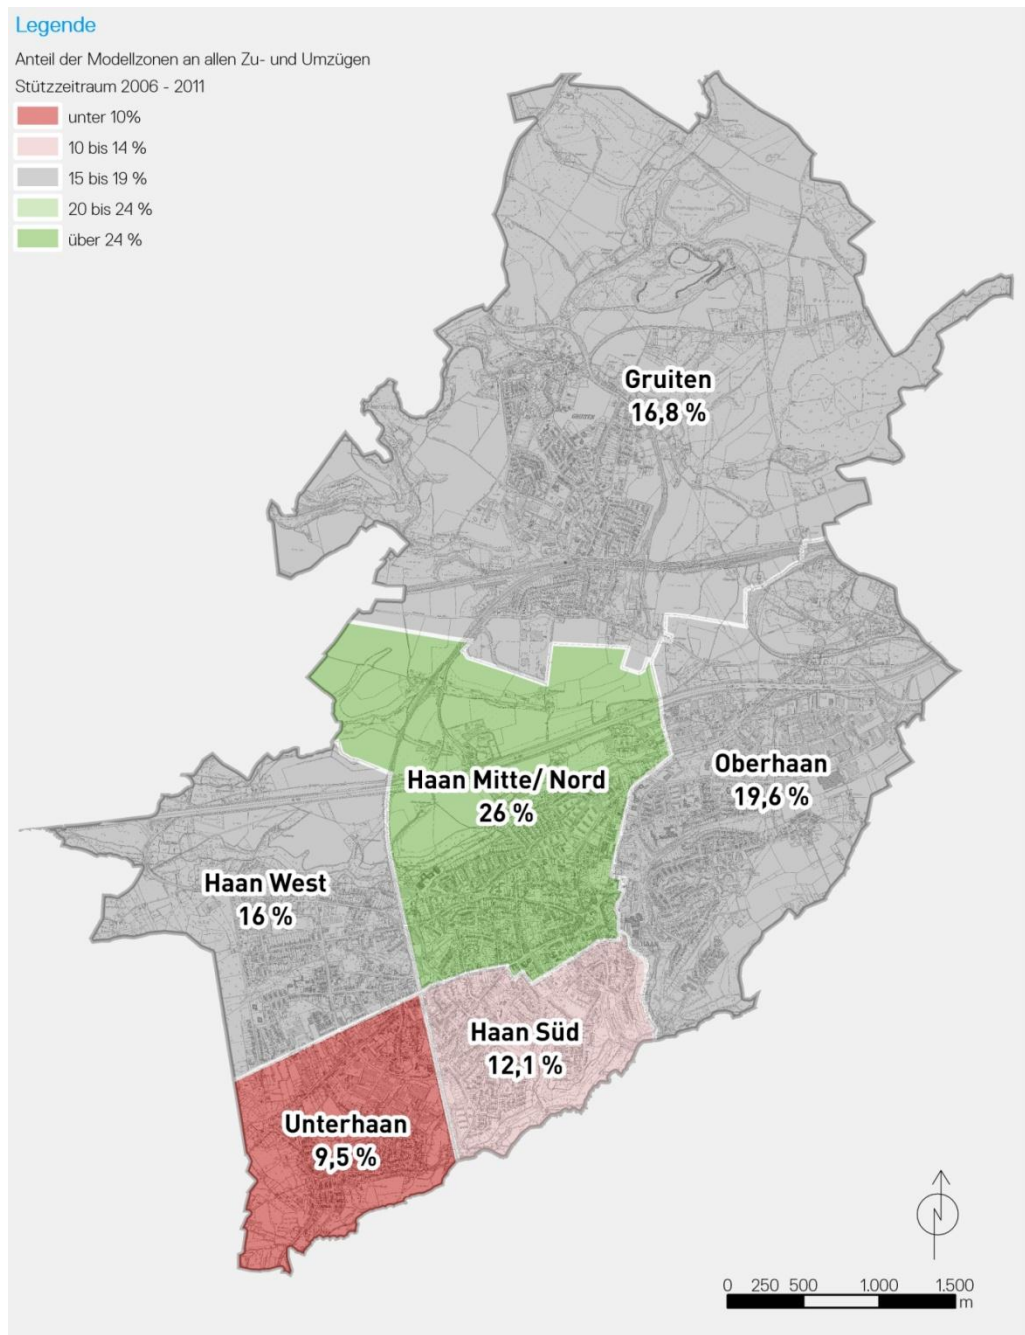 Legende
Anteil der Modellzonen an allen Zu- und Umzügen
Stützzeitraum 2006 - 2011
unter 10%
10 bis 14 %
15 bis 19 %
20 bis 24 %
über 24 %
Gruiten
16,8 %
Oberhaan
19,6 %
Haan Mitte/ Nord
26 %
Haan West
16 %
Haan Süd
12,1 %
Unterhaan
9,5 %
N
0 250 500 1.000 1.500
m